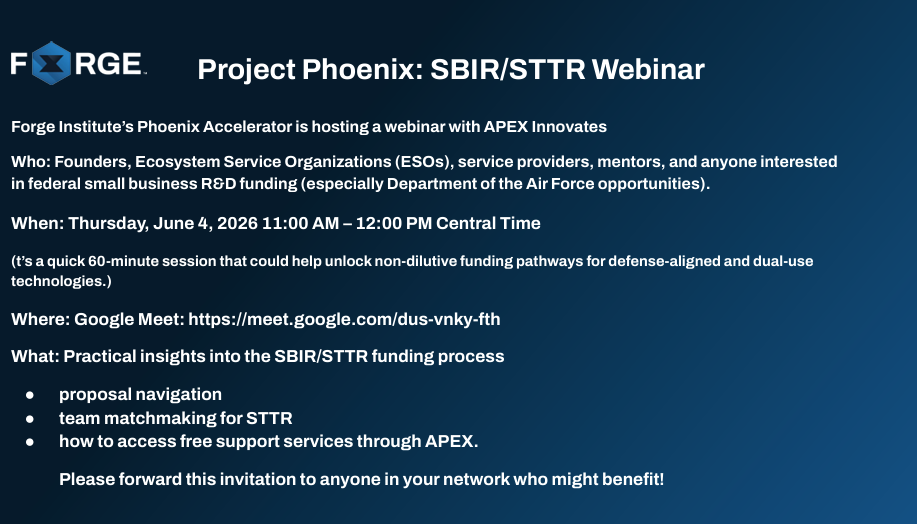 FORGE
Project Phoenix: SBIR/STTR Webinar
Forge Institute’s Phoenix Accelerator is hosting a webinar with APEX Innovates
Who: Founders, Ecosystem Service Organizations (ESOs), service providers, mentors, and anyone interested
in federal small business R&D funding (especially Department of the Air Force opportunities).
When: Thursday, June 4, 2026 11:00 AM – 12:00 PM Central Time
(t’s a quick 60-minute session that could help unlock non-dilutive funding pathways for defense-aligned and dual-use
technologies.)
Where: Google Meet: https://meet.google.com/dus-vnky-fth
What: Practical insights into the SBIR/STTR funding process
● proposal navigation
● team matchmaking for STTR
● how to access free support services through APEX.
Please forward this invitation to anyone in your network who might benefit!